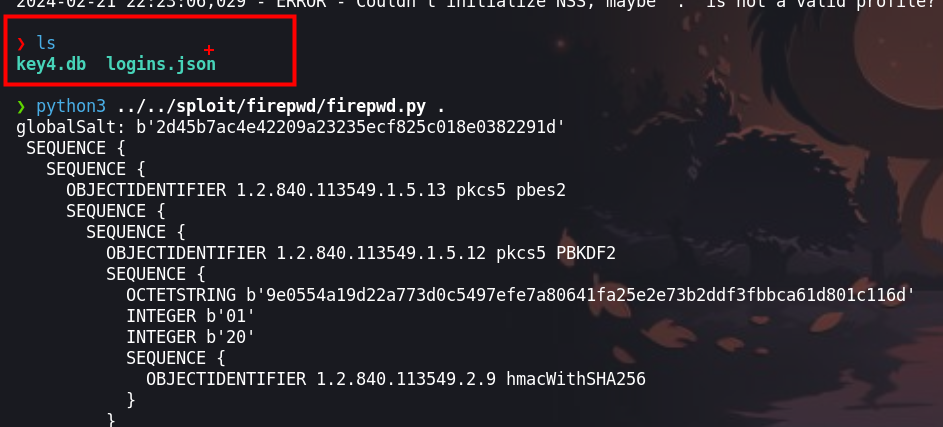 2024-02-21 22:23:06,029 - ERROR - Couldn't initialize NSS, maybe '.' is not a valid profile?
❯ ls
key4.db  logins.json
❯ python3 ../../sploit/firepwd/firepwd.py .
globalSalt: b'2d45b7ac4e42209a23235ecf825c018e0382291d'
SEQUENCE {
SEQUENCE {
OBJECTIDENTIFIER 1.2.840.113549.1.5.13 pkcs5 pbes2
SEQUENCE {
SEQUENCE {
OBJECTIDENTIFIER 1.2.840.113549.1.5.12 pkcs5 PBKDF2
SEQUENCE {
OCTETSTRING b'9e0554a19d22a773d0c5497efe7a80641fa25e2e73b2ddf3fbbca61d801c116d'
INTEGER b'01'
INTEGER b'20'
SEQUENCE {
OBJECTIDENTIFIER 1.2.840.113549.2.9 hmacWithSHA256
}
}